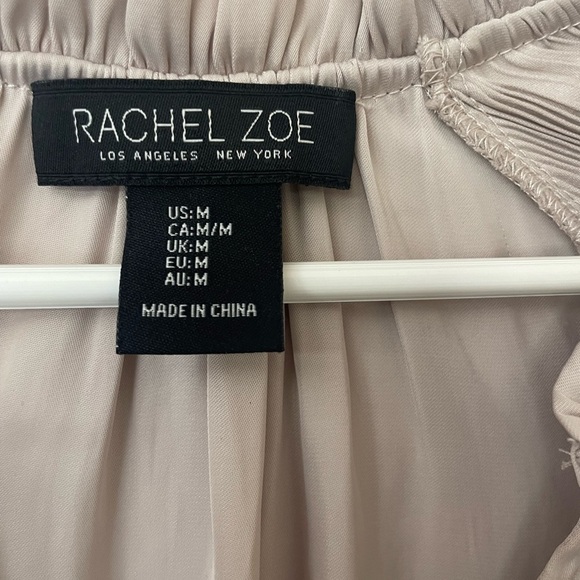 RACHEL ZOE
LOS ANGELES NEW YORK
US: M
CA: M/M
UK: M
EU: M
AU: M
MADE IN CHINA